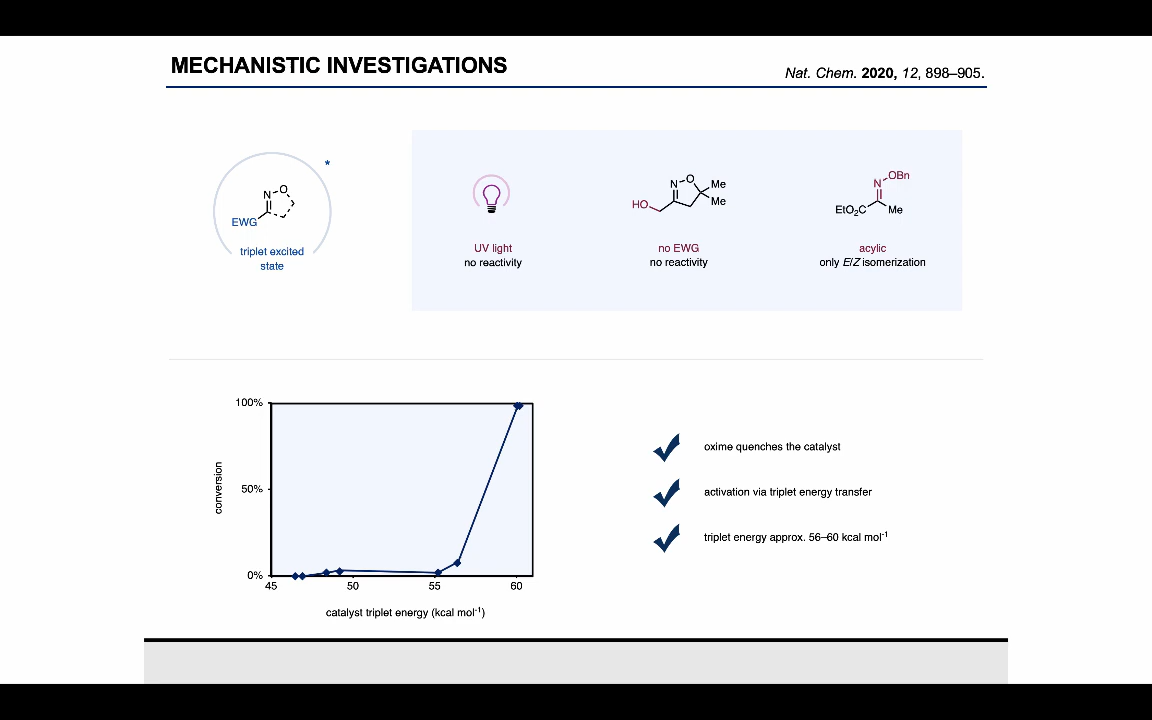 MECHANISTIC INVESTIGATIONS
Nat. Chem. 2020, 12, 898–905.
*
N O
EWG
triplet excited
state
UV light
no reactivity
N O
Me
Me
HO
no EWG
no reactivity
OBn
N
EtO₂C Me
acylic
only E/Z isomerization
100%
50%
0%
conversion
45 50 55 60
catalyst triplet energy (kcal mol⁻¹)
oxime quenches the catalyst
activation via triplet energy transfer
triplet energy approx. 56–60 kcal mol⁻¹